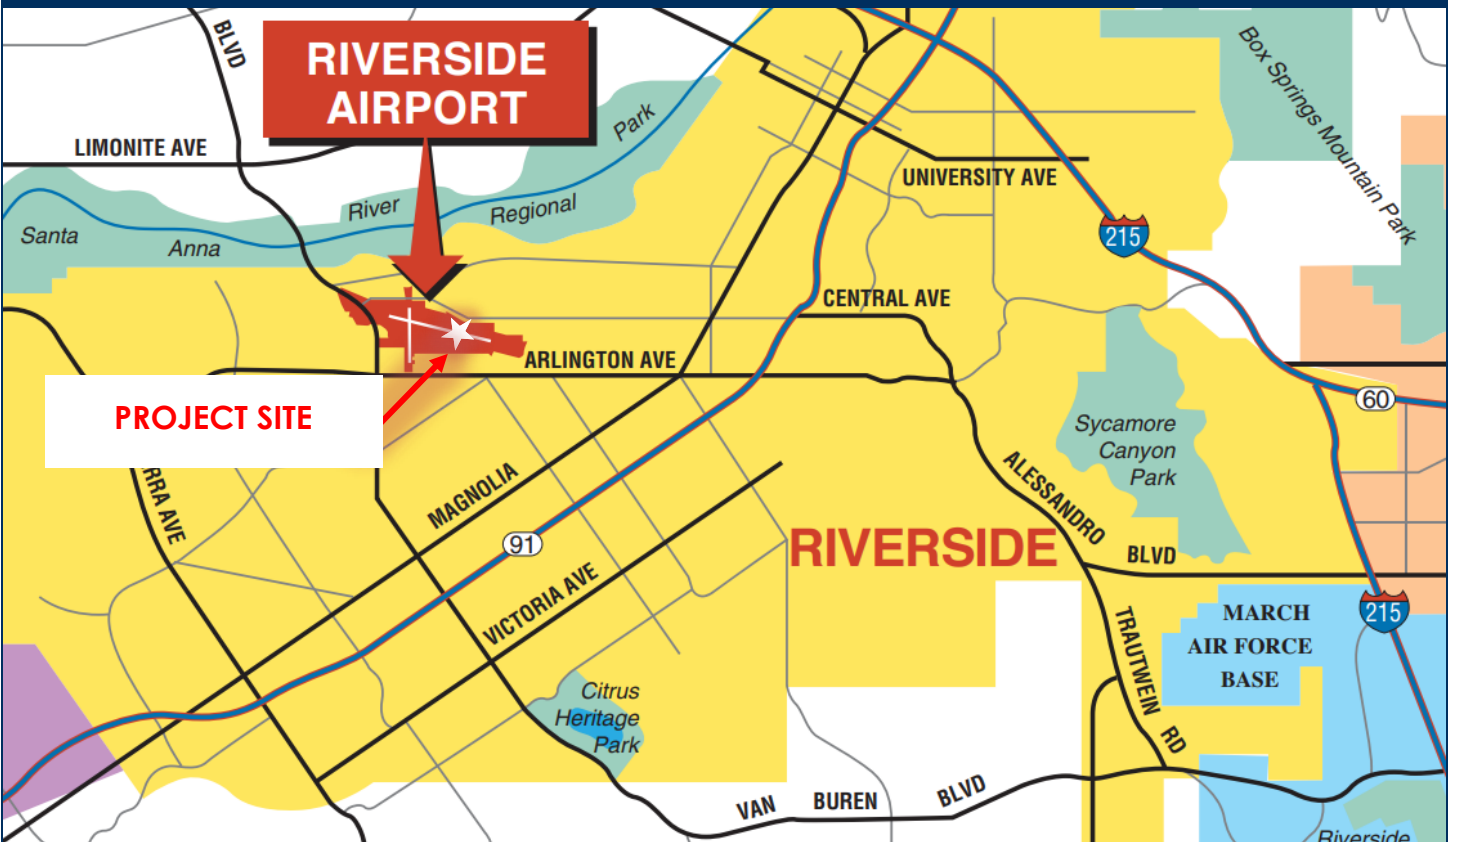 BLVD
RIVERSIDE
AIRPORT
LIMONITE AVE
Park
Box Springs Mountain Park
UNIVERSITY AVE
River
Regional
Santa
Anna
215
CENTRAL AVE
ARLINGTON AVE
60
PROJECT SITE
Sycamore
Canyon
Park
MAGNOLIA
ALESSANDRO
BLVD
RRA AVE
91
RIVERSIDE
VICTORIA AVE
215
MARCH
AIR FORCE
BASE
TRAUTWEIN RD
Citrus
Heritage
Park
VAN BUREN BLVD
Riverside